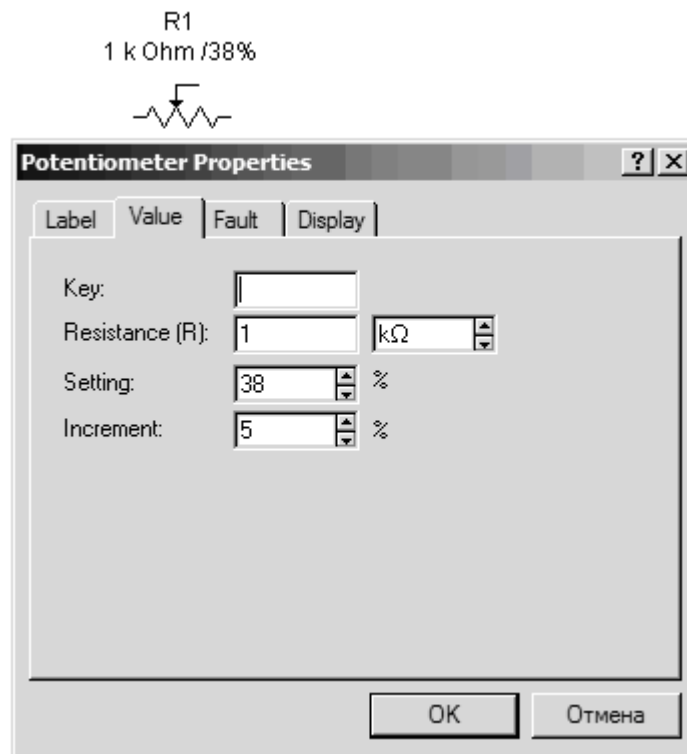 R1
1 k Ohm /38%
Potentiometer Properties
Label Value Fault Display
Key:
Resistance (R): 1 kΩ
Setting: 38 %
Increment: 5 %
OK Отмена